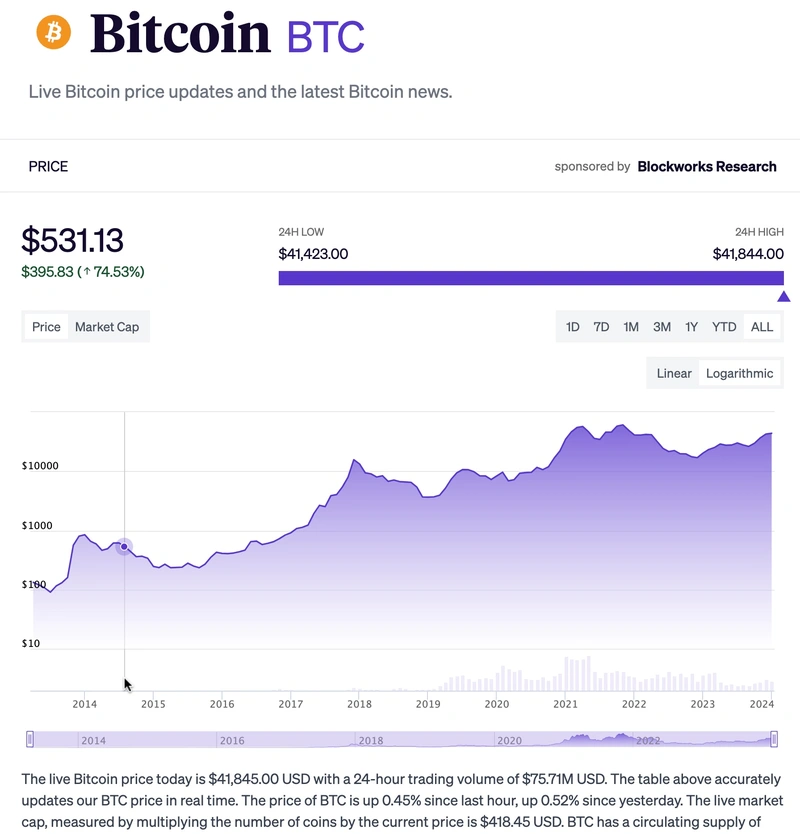 Bitcoin BTC
Live Bitcoin price updates and the latest Bitcoin news.
PRICE
sponsored by Blockworks Research
$531.13
$395.83 (↑ 74.53%)
24H LOW
24H HIGH
$41,423.00
$41,844.00
Price Market Cap
1D 7D 1M 3M 1Y YTD ALL
Linear Logarithmic
$10000
$1000
$100
$10
2014 2015 2016 2017 2018 2019 2020 2021 2022 2023 2024
2014 2016 2018 2020 2022
The live Bitcoin price today is $41,845.00 USD with a 24-hour trading volume of $75.71M USD. The table above accurately
updates our BTC price in real time. The price of BTC is up 0.45% since last hour, up 0.52% since yesterday. The live market
cap, measured by multiplying the number of coins by the current price is $418.45 USD. BTC has a circulating supply of